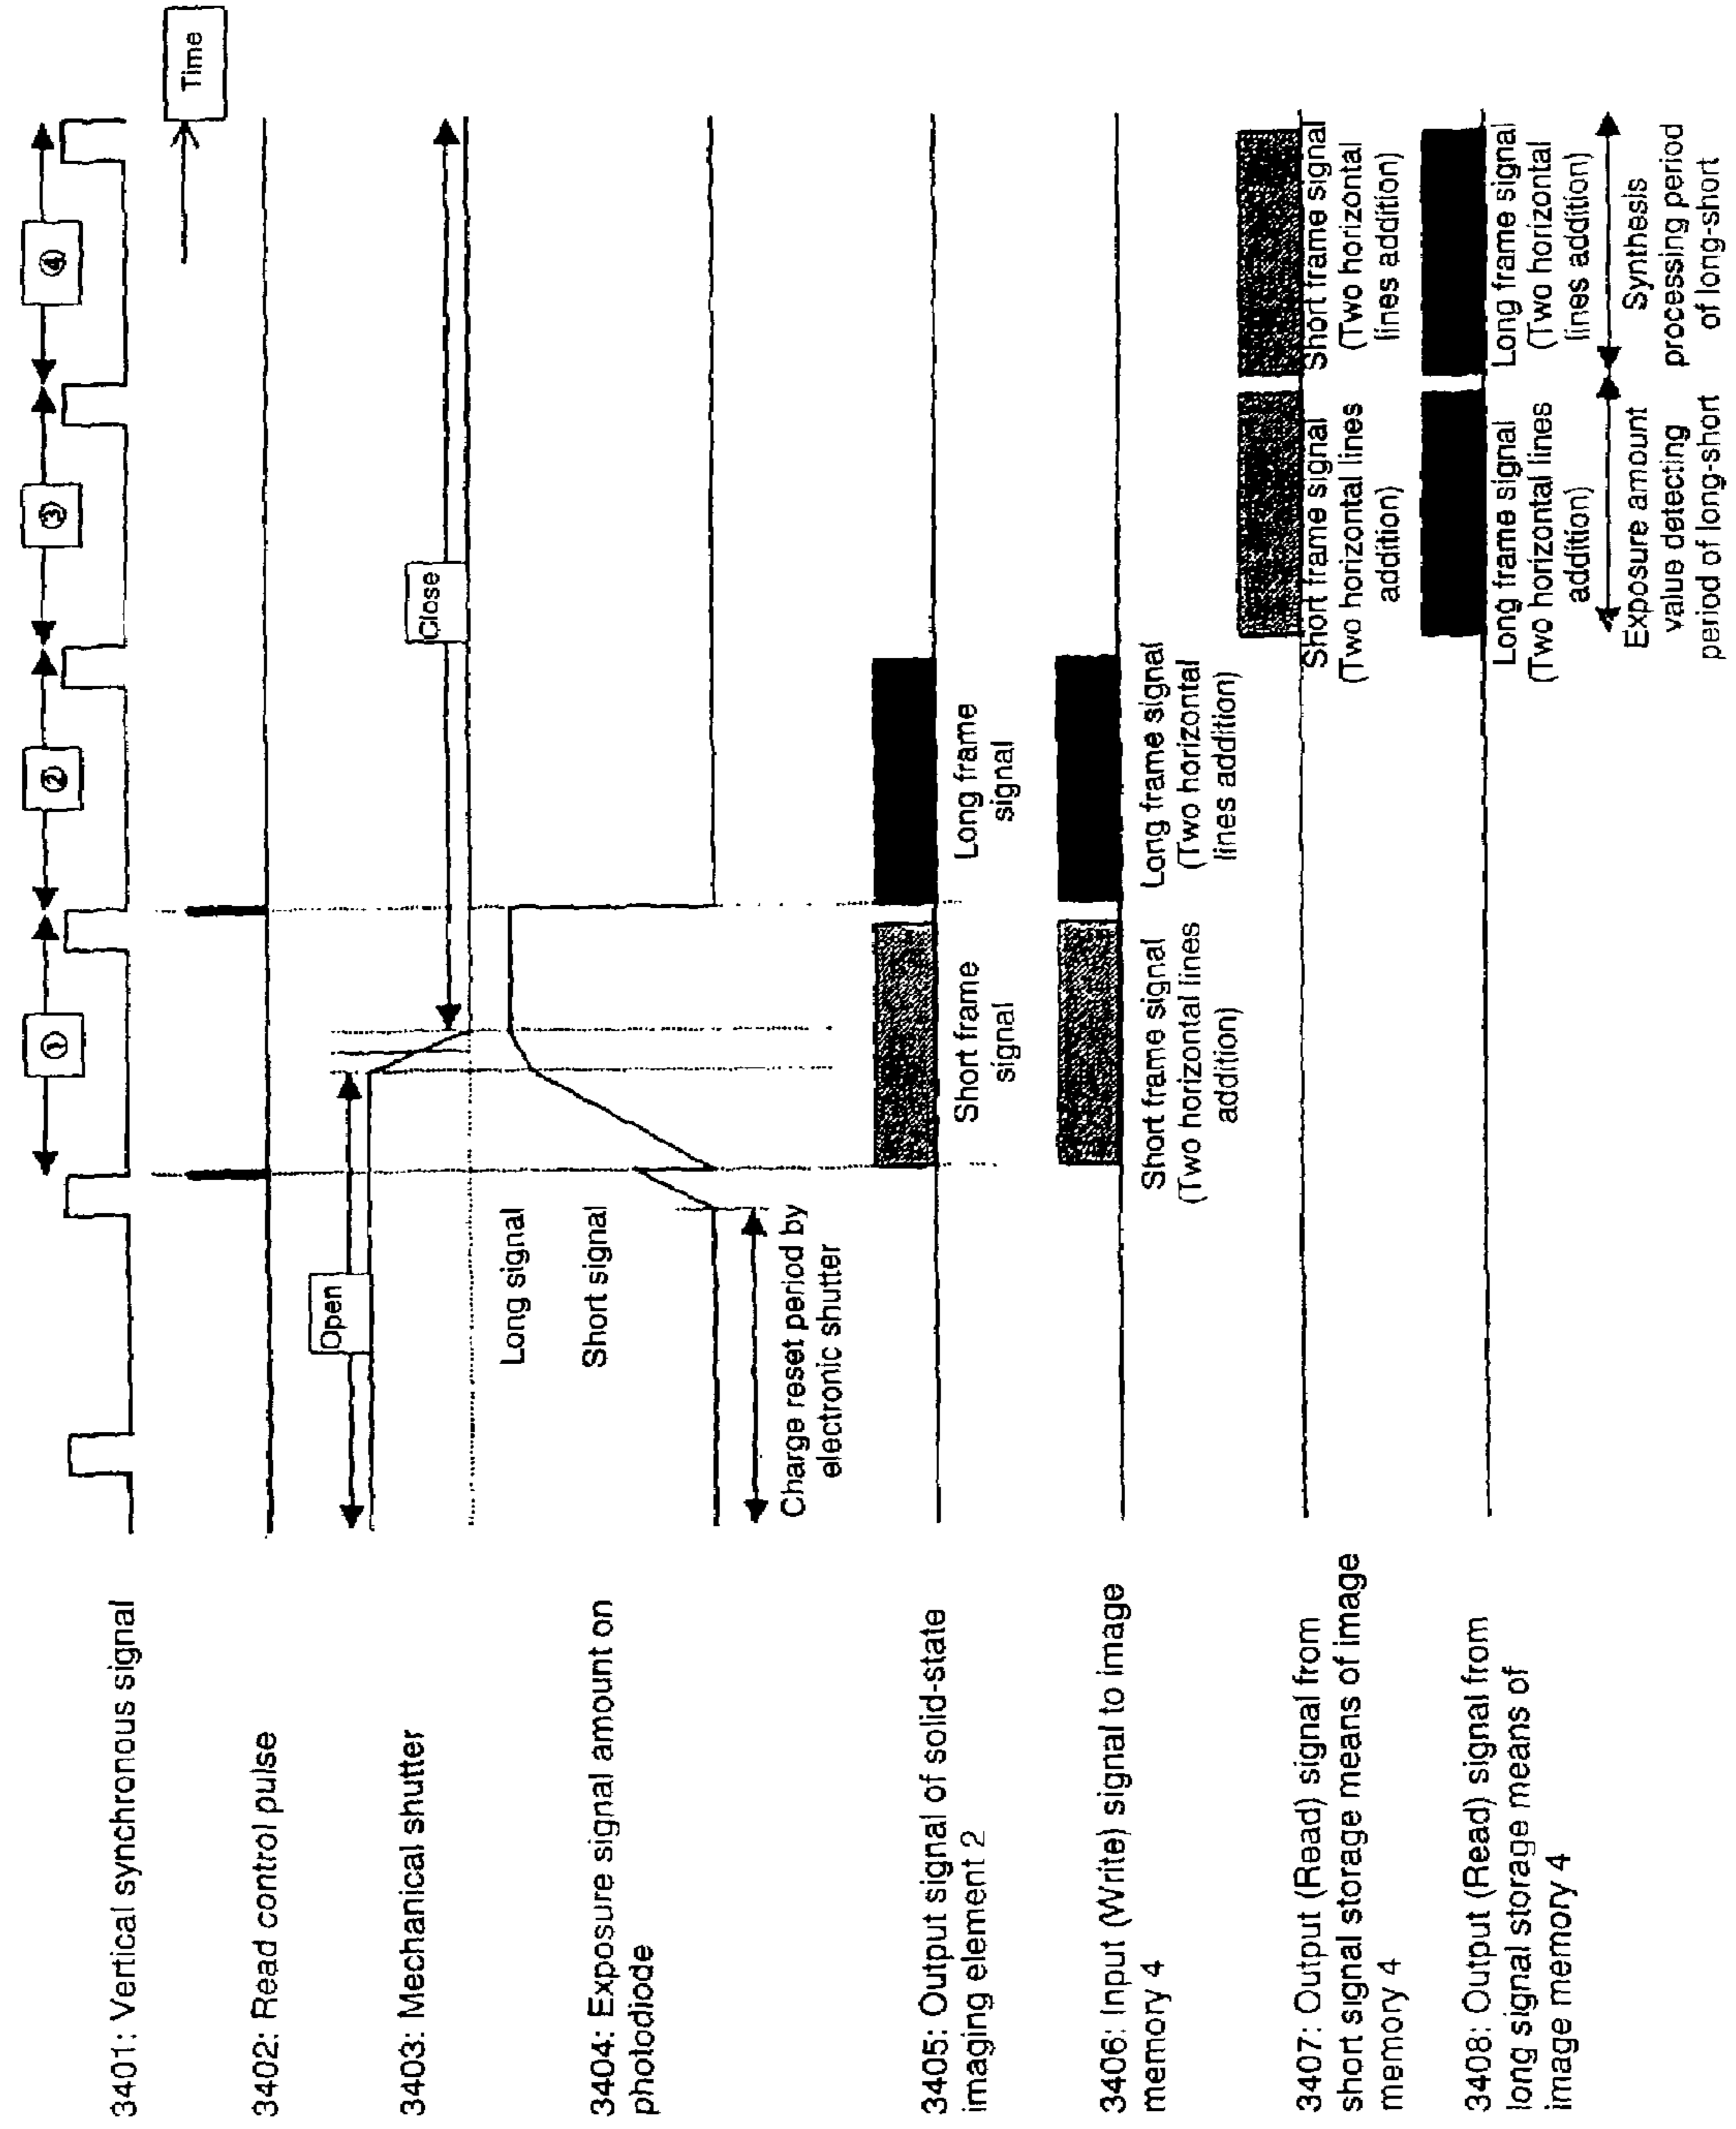 ①
②
③
④
Time
3401: Vertical synchronous signal
3402: Read control pulse
Open
Close
3403: Mechanical shutter
Long signal
Short signal
3404: Exposure signal amount on
photodiode
Charge reset period by
electronic shutter
3405: Output signal of solid-state
imaging element 2
Short frame
signal
Long frame
signal
3406: Input (Write) signal to image
memory 4
Short frame signal
(Two horizontal lines
addition)
Long frame signal
(Two horizontal
lines addition)
3407: Output (Read) signal from
short signal storage means of image
memory 4
Short frame signal
(Two horizontal lines
addition)
Short frame signal
(Two horizontal
lines addition)
3408: Output (Read) signal from
long signal storage means of
image memory 4
Long frame signal
(Two horizontal lines
addition)
Long frame signal
(Two horizontal
lines addition)
Exposure amount
value detecting
period of long-short
Synthesis
processing period
of long-short